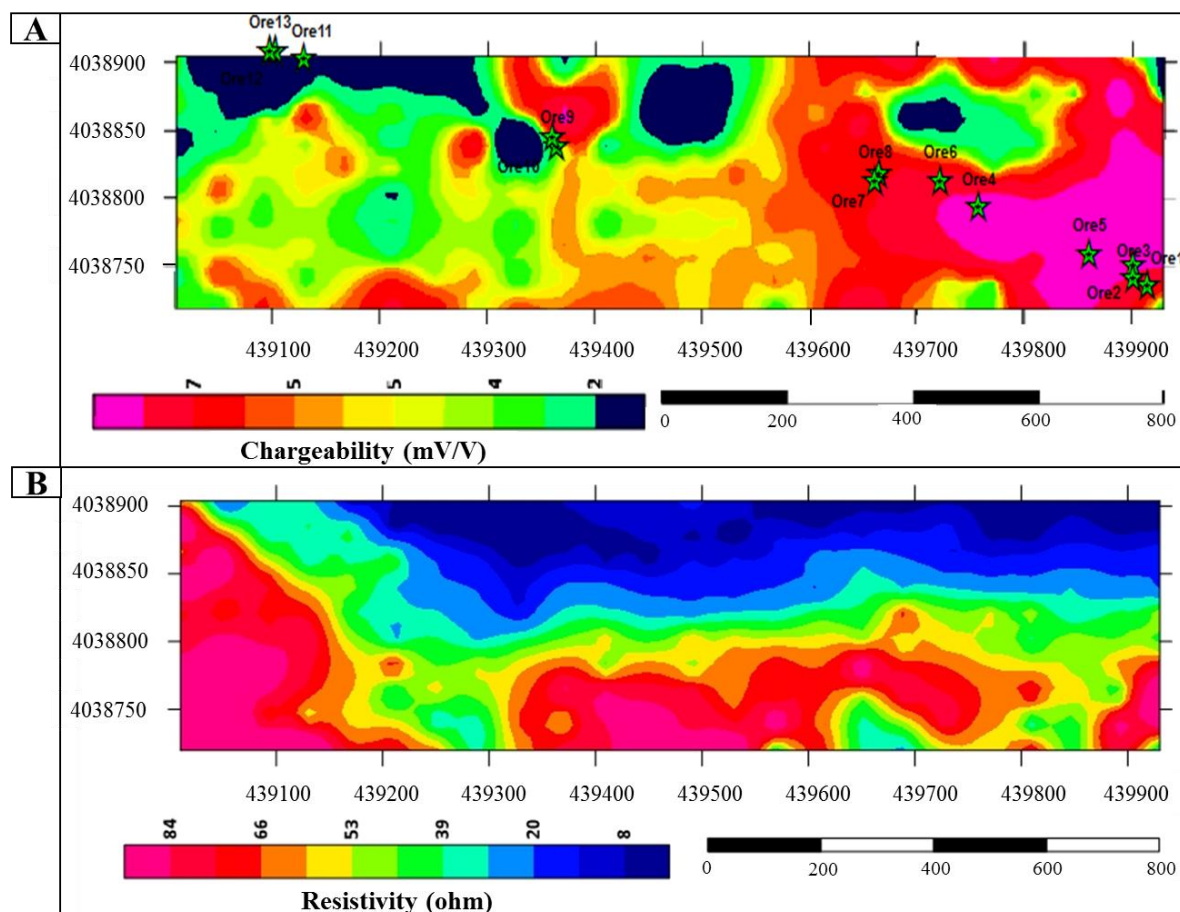 A
Ore13
Ore11
4038900
Ore12
4038850
Ore9
Ore10
Ore8
Ore6
4038800
Ore7
Ore4
Ore5
4038750
Ore3
Ore1
Ore2
439100 439200 439300 439400 439500 439600 439700 439800 439900
7 5 5 4 2
0 200 400 600 800
Chargeability (mV/V)
B
4038900
4038850
4038800
4038750
439100 439200 439300 439400 439500 439600 439700 439800 439900
84 66 53 39 20 8
0 200 400 600 800
Resistivity (ohm)